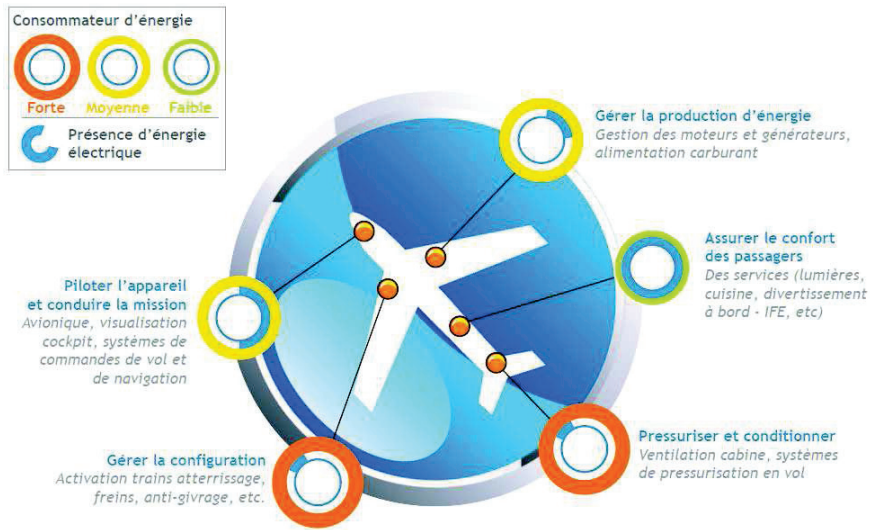 Consommateur d'énergie
Forte Moyenne Faible
Présence d'énergie
électrique
Gérer la production d'énergie
Gestion des moteurs et générateurs,
alimentation carburant
Assurer le confort
des passagers
Des services (lumières,
cuisine, divertissement
à bord - IFE, etc)
Piloter l'appareil
et conduire la mission
Avionique, visualisation
cockpit, systèmes de
commandes de vol et
de navigation
Gérer la configuration
Activation trains atterrissage,
freins, anti-givrage, etc.
Pressuriser et conditionner
Ventilation cabine, systèmes
de pressurisation en vol